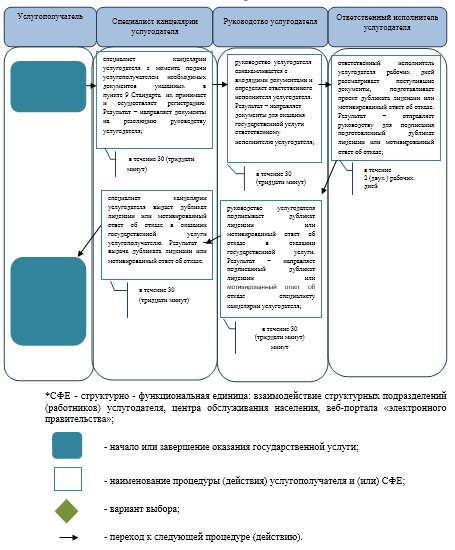 Услугополучатель
Специалист канцелярии
услугодателя
Руководство услугодателя
Ответственный исполнитель
услугодателя
специалист канцелярии
услугодателя с момента подачи
услугополучателем необходимых
документов указанных в
пункте 9 Стандарта их принимает
и осуществляет регистрацию.
Результат – направляет документы
на резолюцию руководству
услугодателя;
в течение 30 (тридцати
минут)
руководство услугодателя
ознакамливается с
входящими документами и
определяет ответственного
исполнителя услугодателя.
Результат – направляет
документы для оказания
государственной услуги
ответственному
исполнителю услугодателя;
в течение 30
(тридцати минут)
ответственный исполнитель
услугодателя рабочих дней
рассматривает поступившие
документы, подготавливает
проект дубликата лицензии или
мотивированный ответ об отказе.
Результат – отправляет
руководству для подписания
подготовленный дубликат
лицензии или мотивированный
ответ об отказе;
в течение
2 (двух) рабочих
дней
руководство услугодателя
подписывает дубликат
лицензии или
мотивированный ответ об
отказе в оказании
государственной услуги.
Результат – направляет
подписанный дубликат
лицензии или
мотивированный ответ об
отказе специалисту
канцелярии услугодателя;
в течение 30
(тридцати минут)
минут
специалист канцелярии
услугодателя выдает дубликат
лицензии или мотивированный
ответ об отказе в оказании
государственной услуги
услугополучателю. Результат –
выдача дубликата лицензии или
мотивированный ответ об отказе.
в течение 30
(тридцати минут)
*СФЕ - структурно - функциональная единица: взаимодействие структурных подразделений
(работников) услугодателя, центра обслуживания населения, веб-портала «электронного
правительства»;
- начало или завершение оказания государственной услуги;
- наименование процедуры (действия) услугополучателя и (или) СФЕ;
- вариант выбора;
- переход к следующей процедуре (действию).